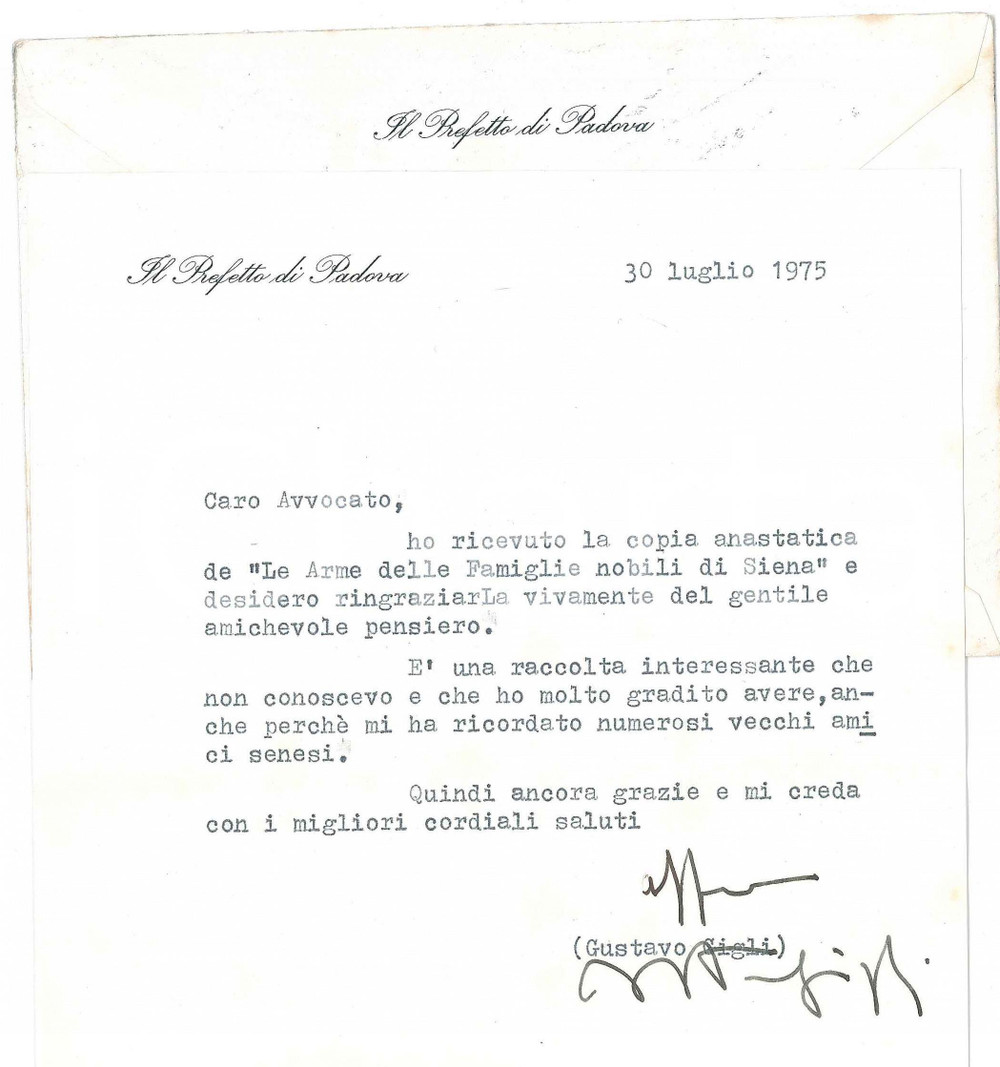 Il Prefetto di Padova
Il Prefetto di Padova
30 luglio 1975
Caro Avvocato,
ho ricevuto la copia anastatica
de "Le Arme delle Famiglie nobili di Siena" e
desidero ringraziarLa vivamente del gentile
amichevole pensiero.
E' una raccolta interessante che
non conoscevo e che ho molto gradito avere,an-
che perchè mi ha ricordato numerosi vecchi ami
ci senesi.
Quindi ancora grazie e mi creda
con i migliori cordiali saluti
(Gustavo Gigli)